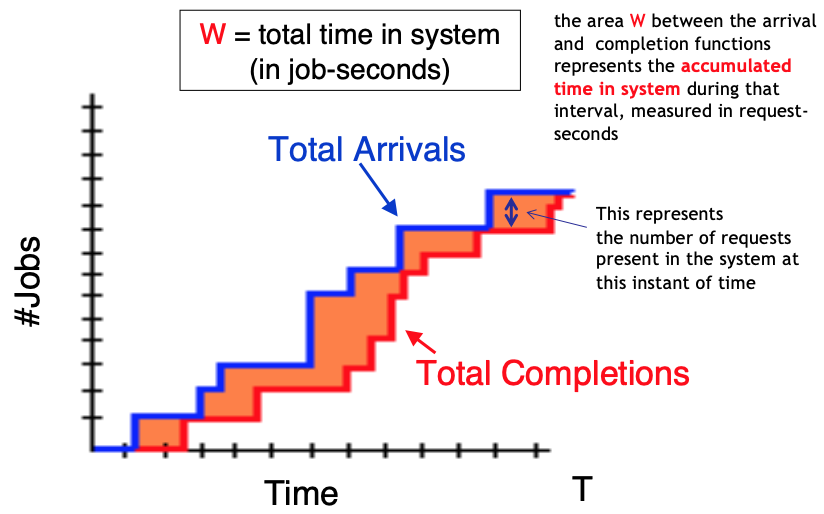 W = total time in system
(in job-seconds)
the area W between the arrival
and completion functions
represents the accumulated
time in system during that
interval, measured in request-
seconds
Total Arrivals
This represents
the number of requests
present in the system at
this instant of time
#Jobs
Total Completions
Time
T